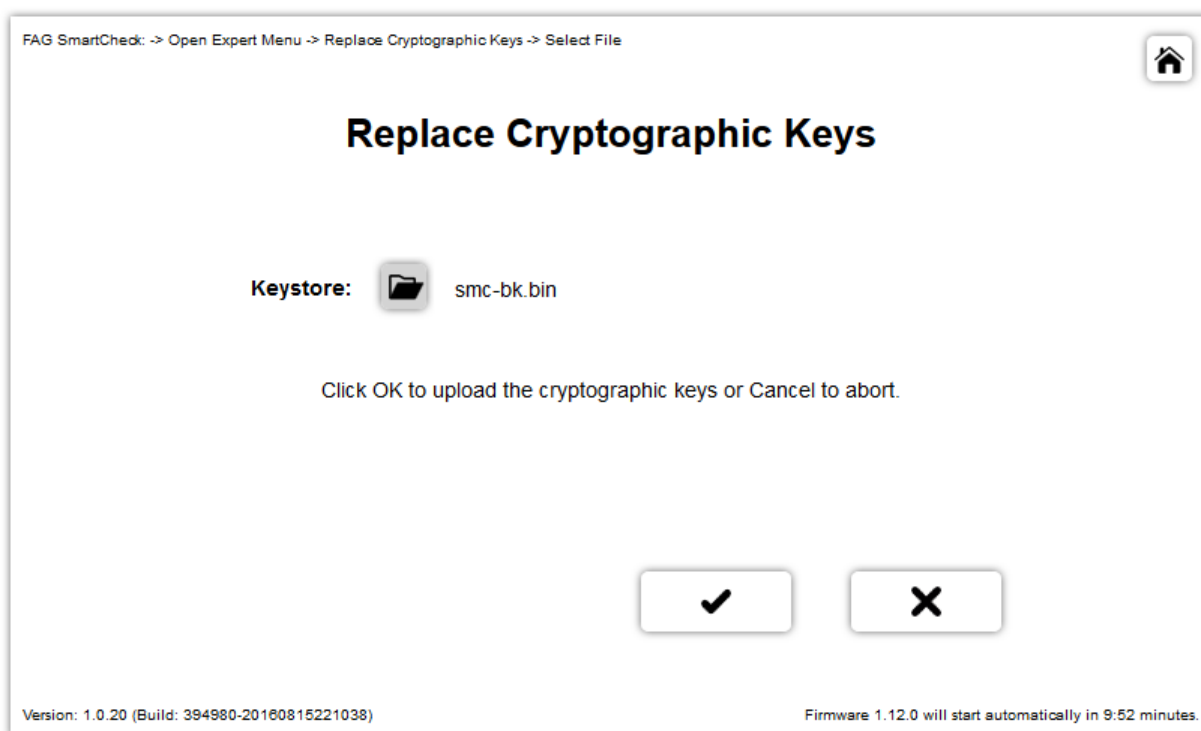 FAG SmartCheck: -> Open Expert Menu -> Replace Cryptographic Keys -> Select File
Replace Cryptographic Keys
Keystore: smc-bk.bin
Click OK to upload the cryptographic keys or Cancel to abort.
Version: 1.0.20 (Build: 394980-20160815221038) Firmware 1.12.0 will start automatically in 9:52 minutes.